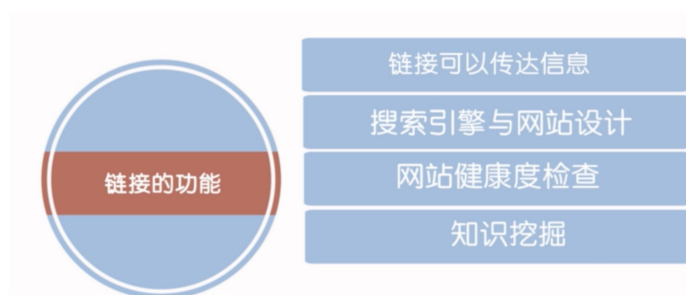 链接的功能
链接可以传达信息
搜索引擎与网站设计
网站健康度检查
知识挖掘